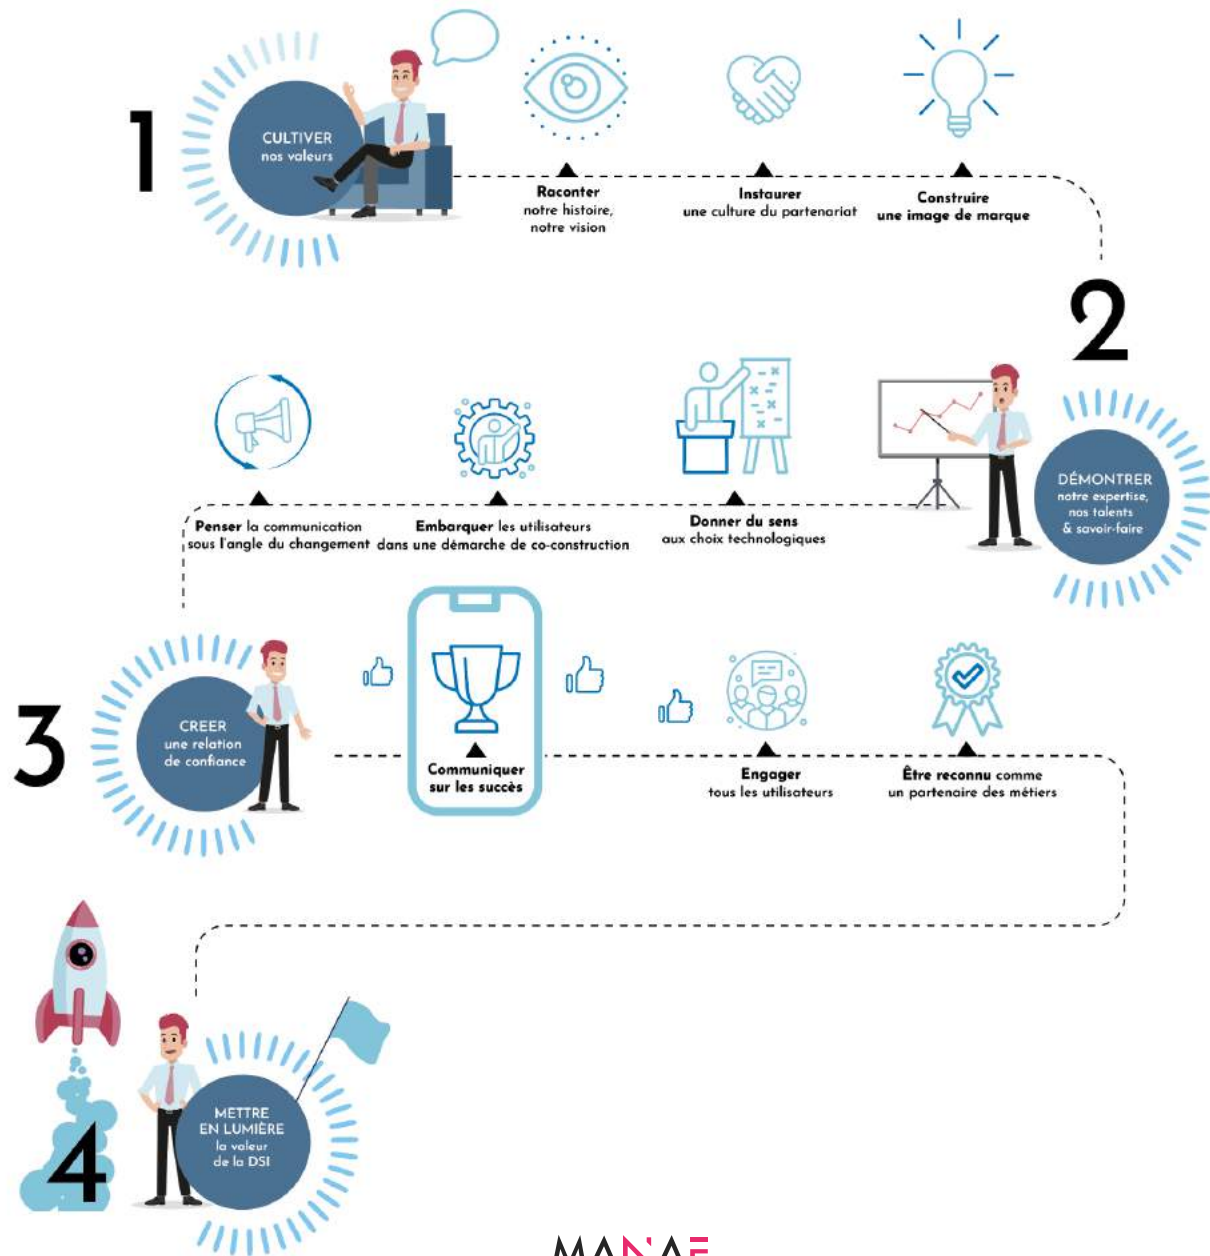 1
CULTIVER
nos valeurs
Raconter
notre histoire,
notre vision
Instaurer
une culture du partenariat
Construire
une image de marque
2
DÉMONTRER
notre expertise,
nos talents
& savoir-faire
Donner du sens
aux choix technologiques
Embarquer les utilisateurs
dans une démarche de co-construction
Penser la communication
sous l'angle du changement
3
CREER
une relation
de confiance
Communiquer
sur les succès
Engager
tous les utilisateurs
Être reconnu comme
un partenaire des métiers
4
METTRE
EN LUMIÈRE
la valeur
de la DSI
MANAE